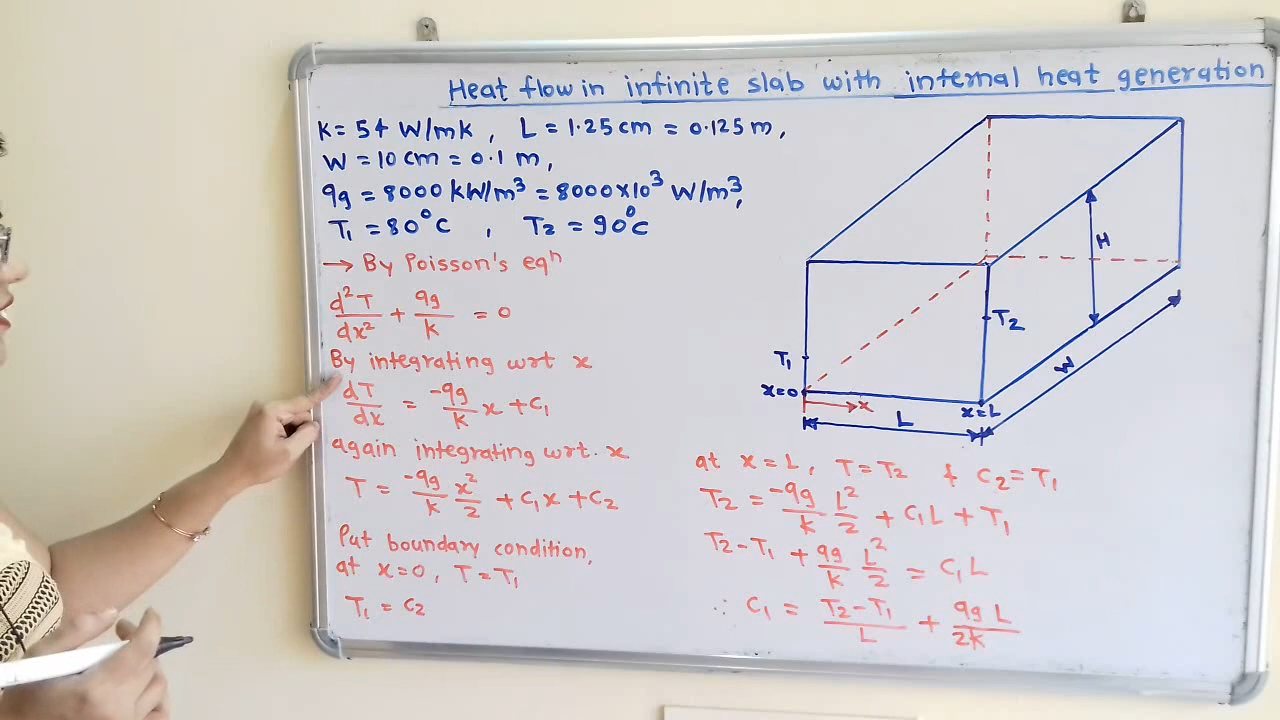 Heat flow in infinite slab with internal heat generation
K = 54 W/mk , L = 1.25 cm = 0.125 m,
W = 10 cm = 0.1 m,
qg = 8000 kW/m³ = 8000×10³ W/m³,
T₁ = 80°C , T₂ = 90°C
→ By Poisson's eqⁿ
d²T/dx² + qg/k = 0
By integrating wrt x
dT/dx = -qg/k x + C₁
again integrating wrt. x
T = -qg/k x²/2 + C₁x + C₂
Put boundary condition,
at x=0, T=T₁
T₁ = C₂
H
T₂
T₁
W
x=0
x
x=L
L
at x=L, T=T₂ & C₂=T₁
T₂ = -qg/k L²/2 + C₁L + T₁
T₂-T₁ + qg/k L²/2 = C₁L
∴ C₁ = T₂-T₁/L + qg L/2k